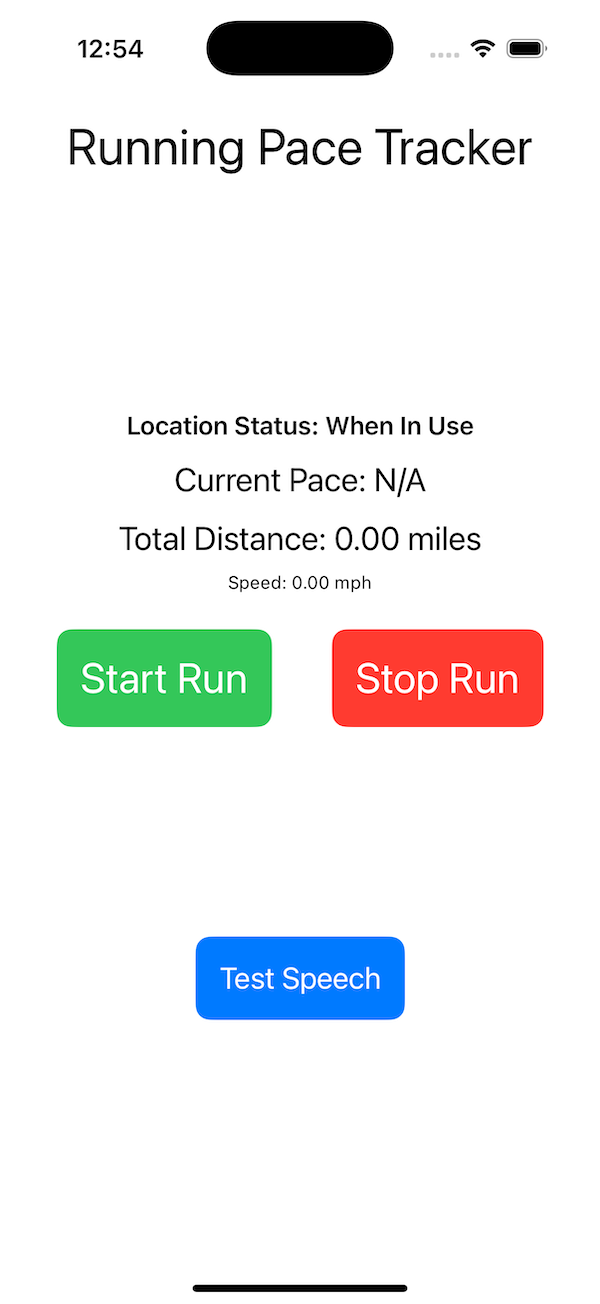 12:54
Running Pace Tracker
Location Status: When In Use
Current Pace: N/A
Total Distance: 0.00 miles
Speed: 0.00 mph
Start Run
Stop Run
Test Speech